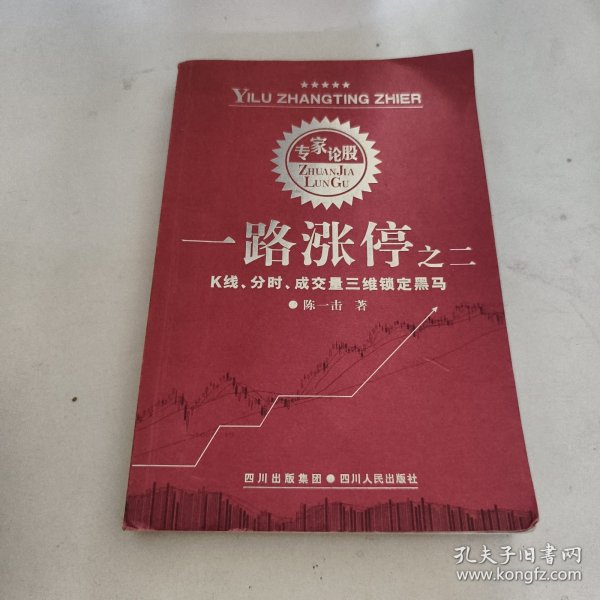 ★★★★★
YILU ZHANGTING ZHIER
专家论股
ZHUANJIA
LUNGU
一路涨停之二
K线、分时、成交量三维锁定黑马
●陈一击 著
四川出版集团●四川人民出版社
孔夫子旧书网
www.kongfz.com